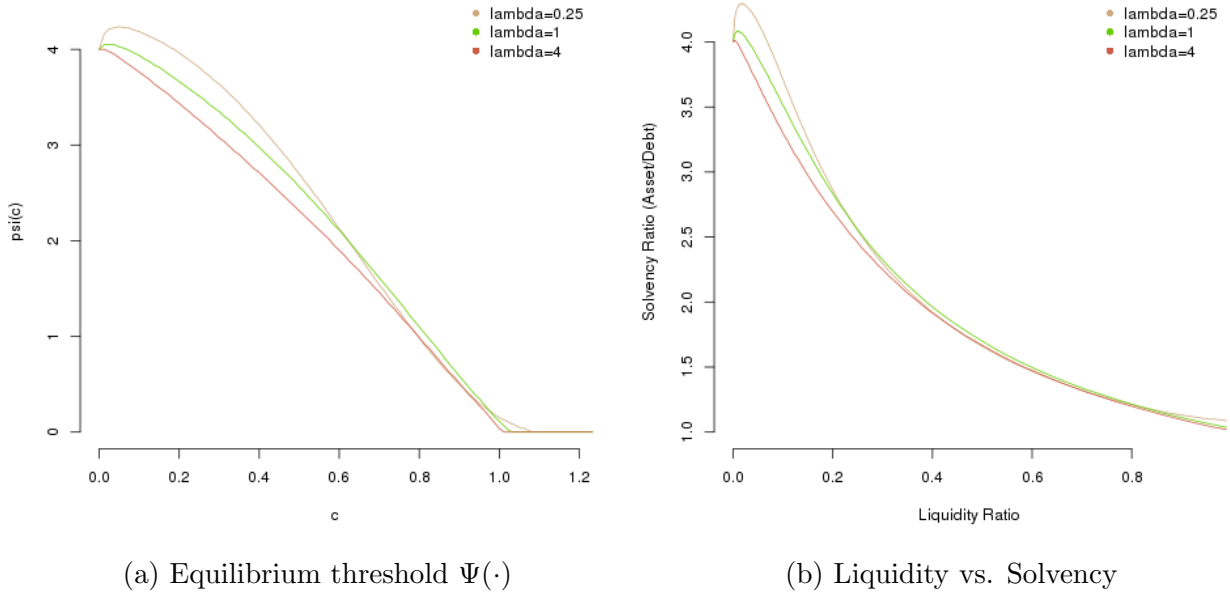 lambda=0.25
lambda=1
lambda=4
psi(c)
4
3
2
1
0
0.0 0.2 0.4 0.6 0.8 1.0 1.2
c
(a) Equilibrium threshold Ψ(·)
lambda=0.25
lambda=1
lambda=4
Solvency Ratio (Asset/Debt)
4.0
3.5
3.0
2.5
2.0
1.5
1.0
0.0 0.2 0.4 0.6 0.8
Liquidity Ratio
(b) Liquidity vs. Solvency